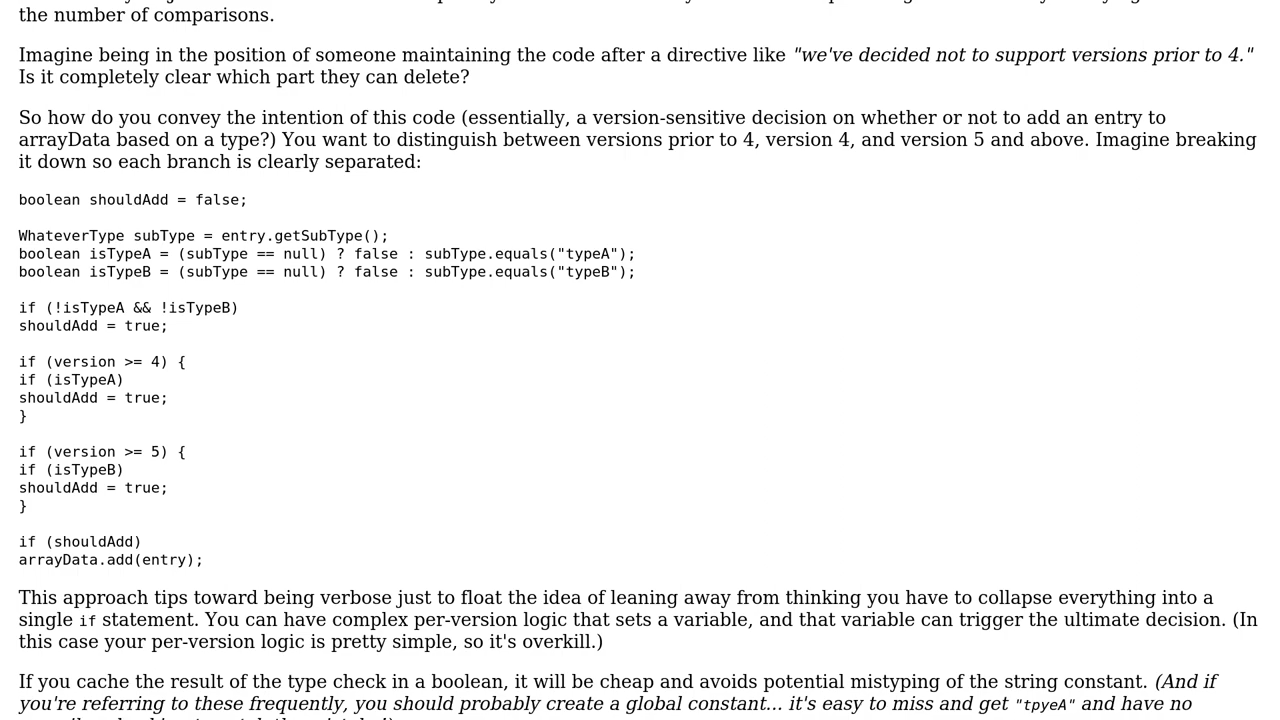 the number of comparisons.
Imagine being in the position of someone maintaining the code after a directive like "we've decided not to support versions prior to 4."
Is it completely clear which part they can delete?
So how do you convey the intention of this code (essentially, a version-sensitive decision on whether or not to add an entry to
arrayData based on a type?) You want to distinguish between versions prior to 4, version 4, and version 5 and above. Imagine breaking
it down so each branch is clearly separated:
boolean shouldAdd = false;
WhateverType subType = entry.getSubType();
boolean isTypeA = (subType == null) ? false : subType.equals("typeA");
boolean isTypeB = (subType == null) ? false : subType.equals("typeB");
if (!isTypeA && !isTypeB)
shouldAdd = true;
if (version >= 4) {
if (isTypeA)
shouldAdd = true;
}
if (version >= 5) {
if (isTypeB)
shouldAdd = true;
}
if (shouldAdd)
arrayData.add(entry);
This approach tips toward being verbose just to float the idea of leaning away from thinking you have to collapse everything into a
single if statement. You can have complex per-version logic that sets a variable, and that variable can trigger the ultimate decision. (In
this case your per-version logic is pretty simple, so it's overkill.)
If you cache the result of the type check in a boolean, it will be cheap and avoids potential mistyping of the string constant. (And if
you're referring to these frequently, you should probably create a global constant... it's easy to miss and get "tpyeA" and have no